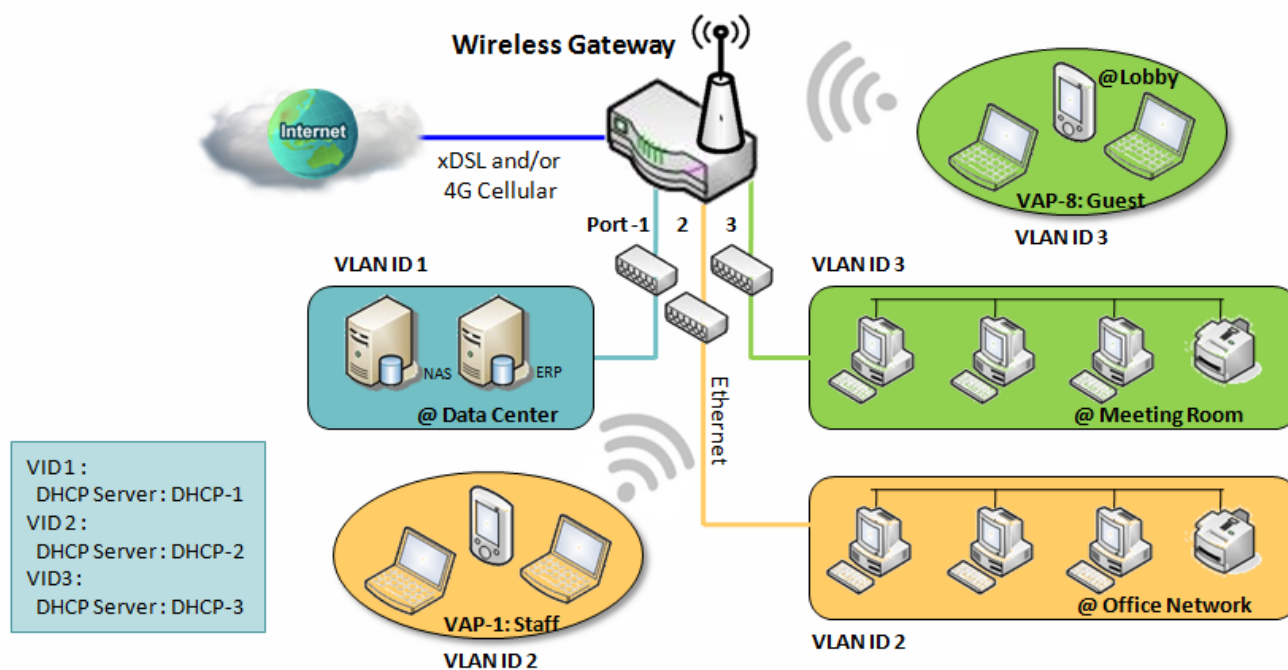 Wireless Gateway
@Lobby
Internet
xDSL and/or
4G Cellular
VAP-8: Guest
VLAN ID 3
Port -1 2 3
VLAN ID 1
VLAN ID 3
NAS
ERP
@ Data Center
Ethernet
@ Meeting Room
VID1 :
DHCP Server : DHCP-1
VID 2 :
DHCP Server : DHCP-2
VID3 :
DHCP Server : DHCP-3
VAP-1: Staff
VLAN ID 2
@ Office Network
VLAN ID 2